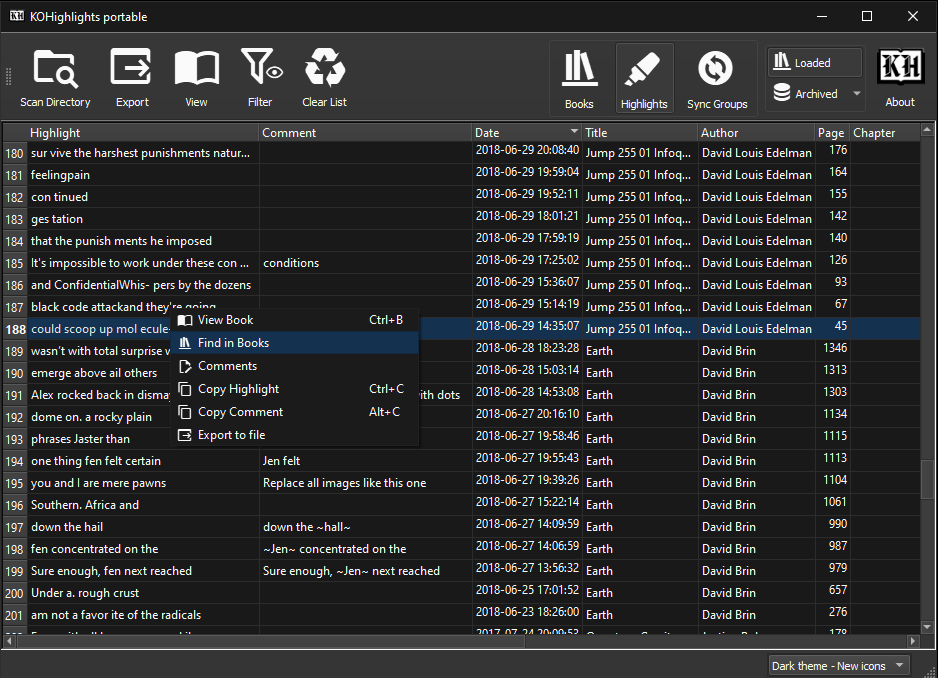 KH KOHighlights portable
Scan Directory Export View Filter Clear List Books Highlights Sync Groups Loaded Archived KH About
Highlight Comment Date Title Author Page Chapter
180 sur vive the harshest punishments natur... 2018-06-29 20:08:40 Jump 255 01 Infoq... David Louis Edelman 176
181 feelingpain 2018-06-29 19:59:04 Jump 255 01 Infoq... David Louis Edelman 164
182 con tinued 2018-06-29 19:52:11 Jump 255 01 Infoq... David Louis Edelman 155
183 ges tation 2018-06-29 18:01:21 Jump 255 01 Infoq... David Louis Edelman 142
184 that the punish ments he imposed 2018-06-29 17:59:19 Jump 255 01 Infoq... David Louis Edelman 140
185 It's impossible to work under these con ... conditions 2018-06-29 17:25:02 Jump 255 01 Infoq... David Louis Edelman 126
186 and ConfidentialWhis- pers by the dozens 2018-06-29 15:36:07 Jump 255 01 Infoq... David Louis Edelman 93
187 black code attackand they're going 2018-06-29 15:14:19 Jump 255 01 Infoq... David Louis Edelman 67
188 could scoop up mol ecule 2018-06-29 14:35:07 Jump 255 01 Infoq... David Louis Edelman 45
189 wasn't with total surprise 2018-06-28 18:23:28 Earth David Brin 1346
190 emerge above ail others 2018-06-28 15:03:14 Earth David Brin 1313
191 Alex rocked back in dismay with dots 2018-06-28 14:53:08 Earth David Brin 1303
192 dome on. a rocky plain 2018-06-27 20:16:10 Earth David Brin 1134
193 phrases Jaster than 2018-06-27 19:58:46 Earth David Brin 1115
194 one thing fen felt certain Jen felt 2018-06-27 19:55:43 Earth David Brin 1113
195 you and I are mere pawns Replace all images like this one 2018-06-27 19:39:26 Earth David Brin 1104
196 Southern. Africa and 2018-06-27 15:22:14 Earth David Brin 1061
197 down the hail down the ~hall~ 2018-06-27 14:09:59 Earth David Brin 990
198 fen concentrated on the ~Jen~ concentrated on the 2018-06-27 14:06:59 Earth David Brin 987
199 Sure enough, fen next reached Sure enough, ~Jen~ next reached 2018-06-27 13:56:32 Earth David Brin 979
200 Under a. rough crust 2018-06-25 17:01:52 Earth David Brin 657
201 am not a favor ite of the radicals 2018-06-23 18:26:00 Earth David Brin 276
2017-07-24 20:09:53 178
View Book Ctrl+B
Find in Books
Comments
Copy Highlight Ctrl+C
Copy Comment Alt+C
Export to file
Dark theme - New icons